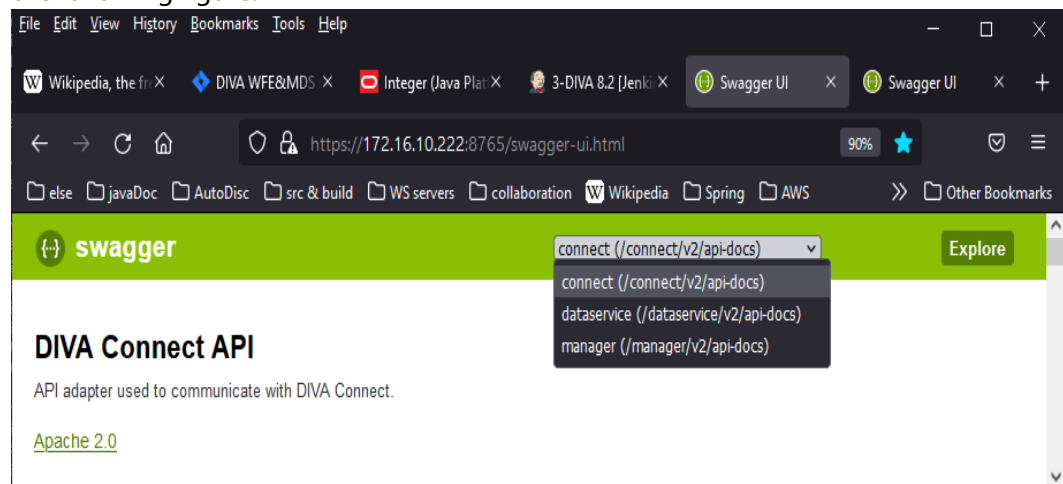 File Edit View History Bookmarks Tools Help
Wikipedia, the fre DIVA WFE&MDS Integer (Java Plat 3-DIVA 8.2 [Jenki Swagger UI Swagger UI
https://172.16.10.222:8765/swagger-ui.html 90%
else javaDoc AutoDisc src & build WS servers collaboration Wikipedia Spring AWS Other Bookmarks
swagger connect (/connect/v2/api-docs) Explore
connect (/connect/v2/api-docs)
dataservice (/dataservice/v2/api-docs)
manager (/manager/v2/api-docs)
DIVA Connect API
API adapter used to communicate with DIVA Connect.
Apache 2.0